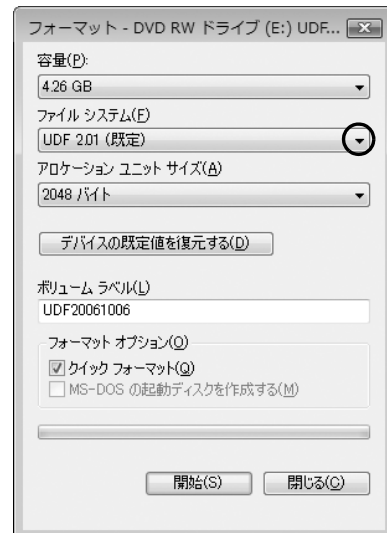 フォーマット - DVD RW ドライブ (E:) UDF...
容量(P):
4.26 GB
ファイル システム(F)
UDF 2.01 (既定)
アロケーション ユニット サイズ(A)
2048 バイト
デバイスの既定値を復元する(D)
ボリューム ラベル(L)
UDF20061006
フォーマット オプション(O)
クイック フォーマット(Q)
MS-DOS の起動ディスクを作成する(M)
開始(S)
閉じる(C)